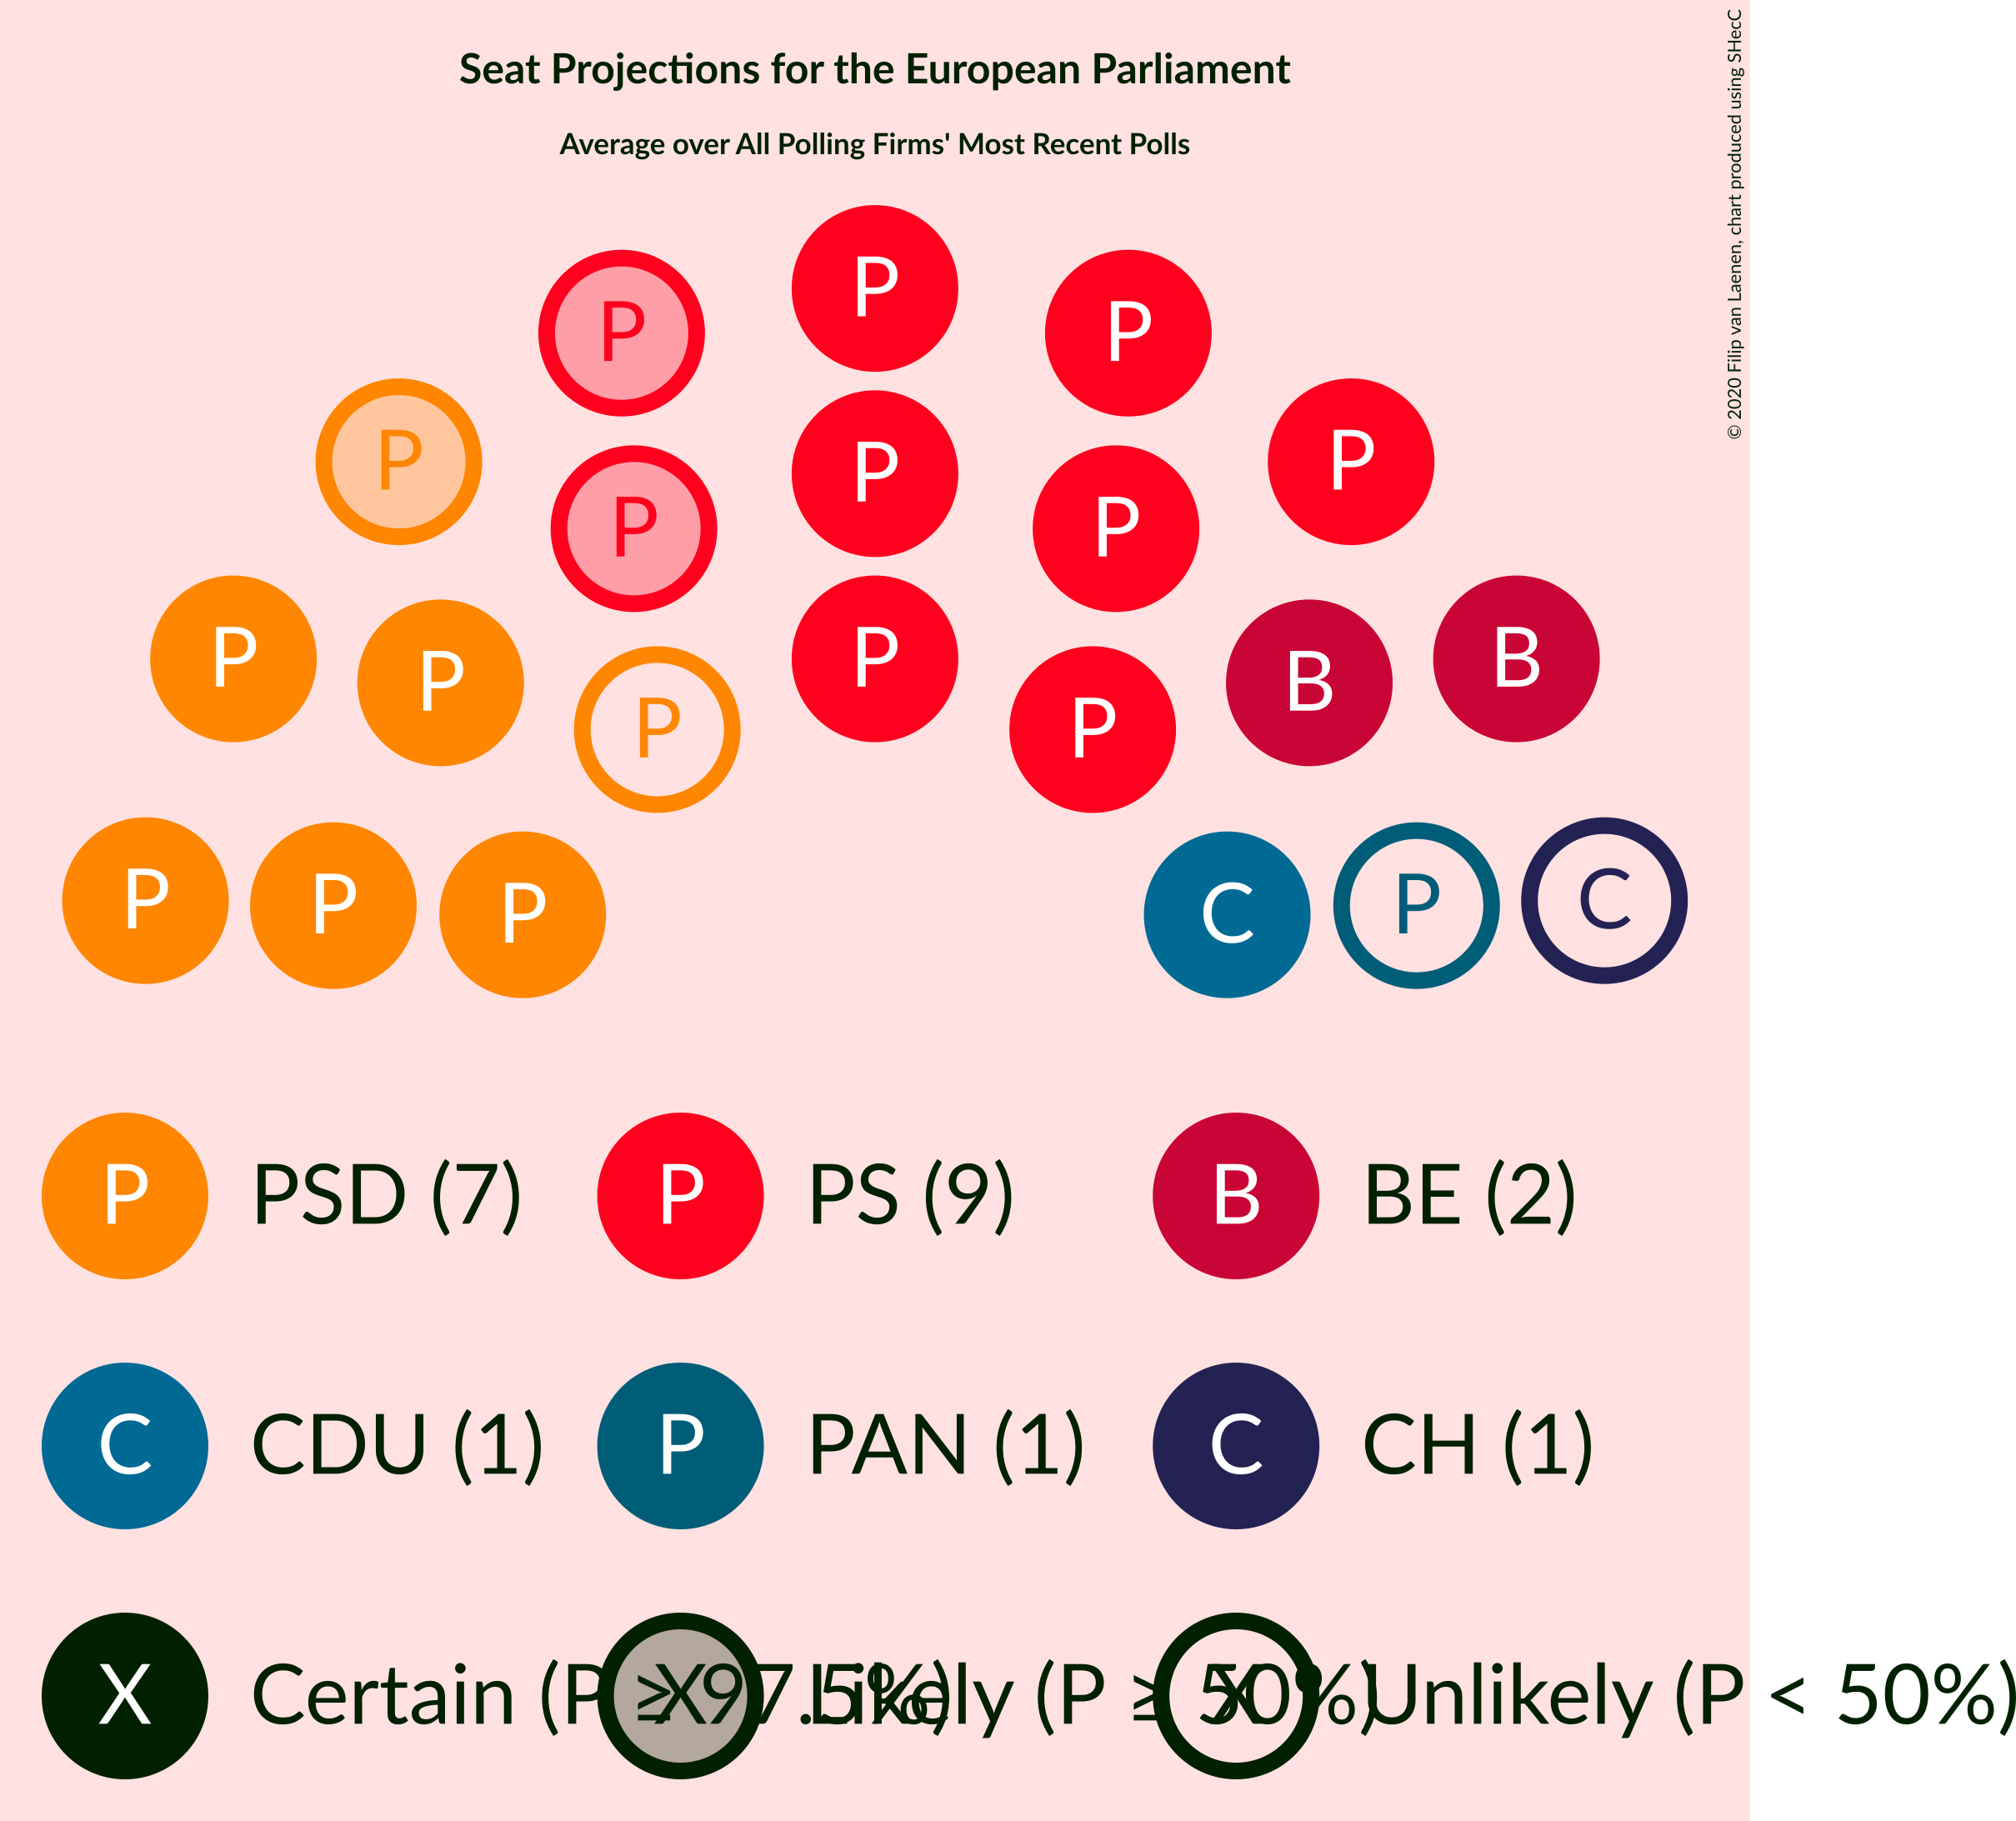 Seat Projections for the European Parliament
Average over All Polling Firms' Most Recent Polls
© 2020 Filip van Laenen, chart produced using SHecC
P
P P
P P
P
P P
P P B B
P P
P P P C P C
P PSD (7) P PS (9) B BE (2)
C CDU (1) P PAN (1) C CH (1)
X Certain (P ≥ 97.5%) X Likely (P ≥ 50%) X Unlikely (P < 50%)